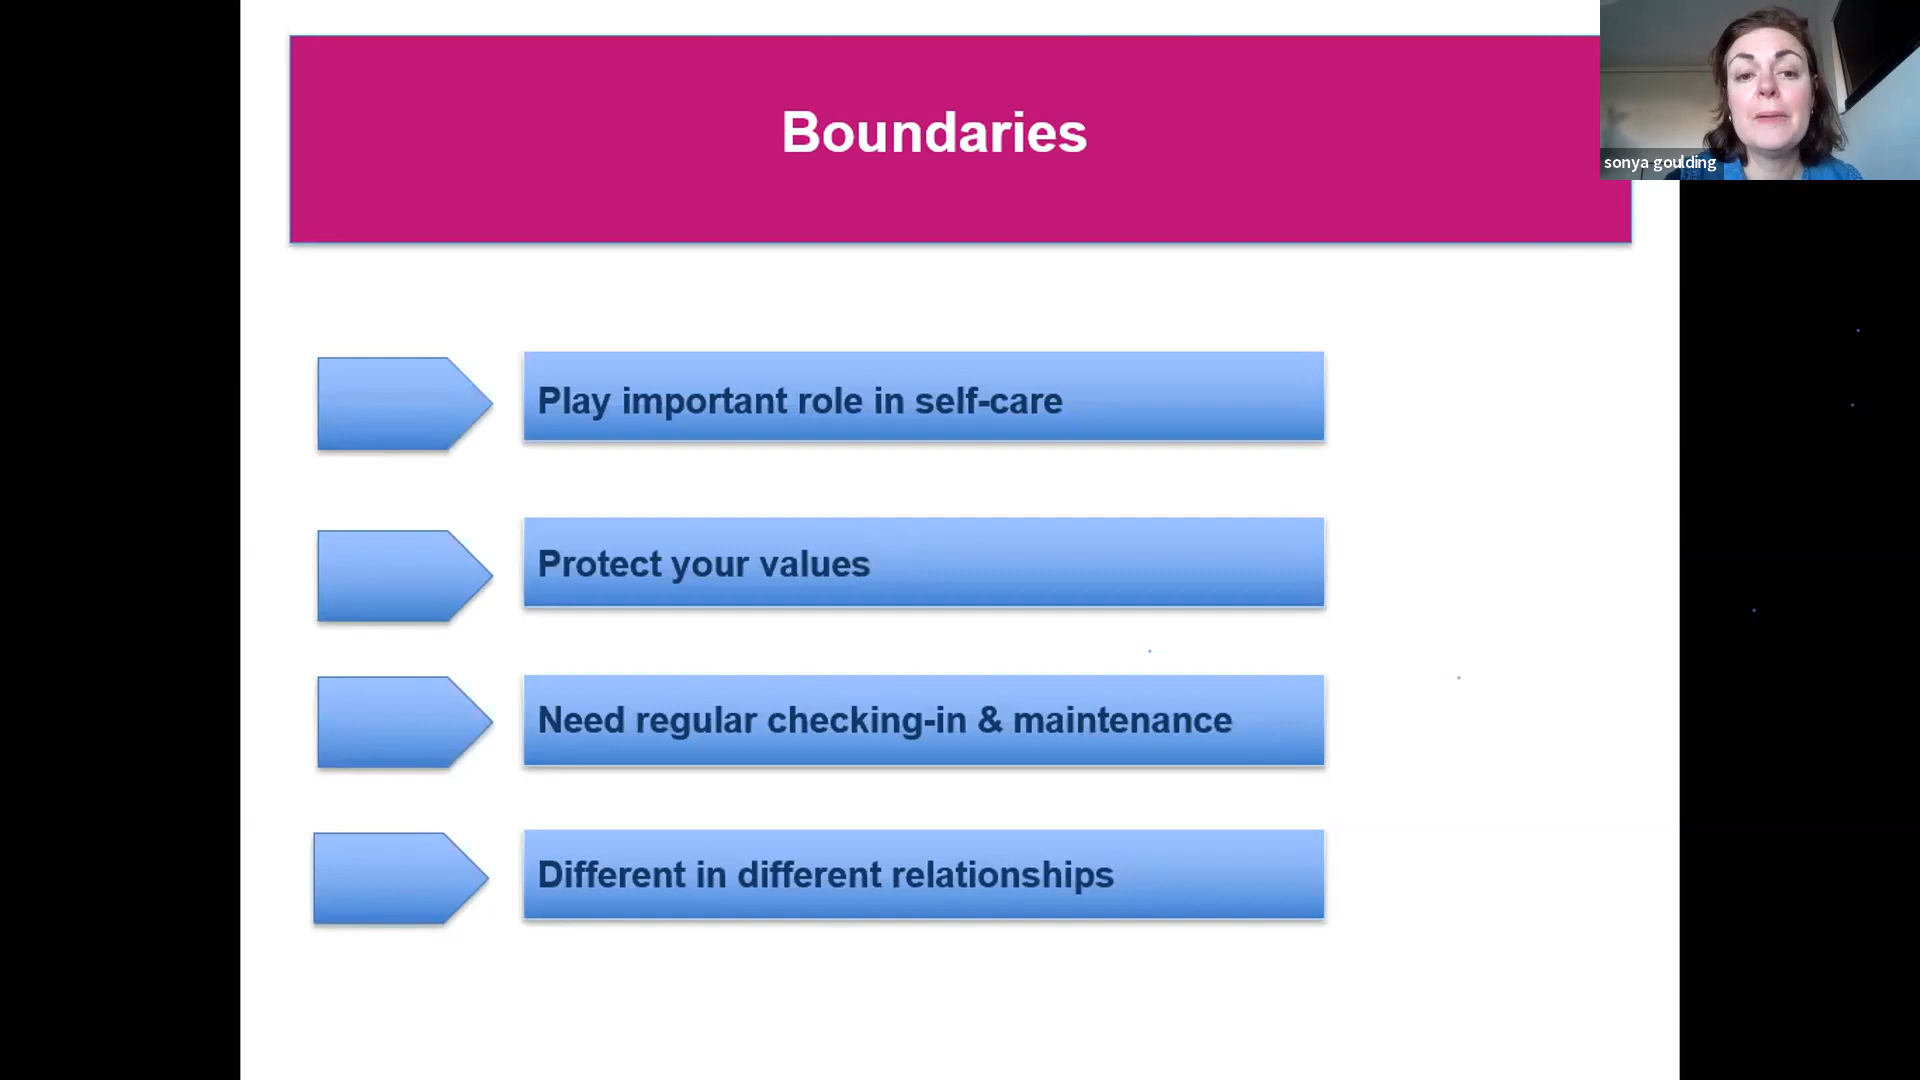 Boundaries
sonya goulding
Play important role in self-care
Protect your values
Need regular checking-in & maintenance
Different in different relationships